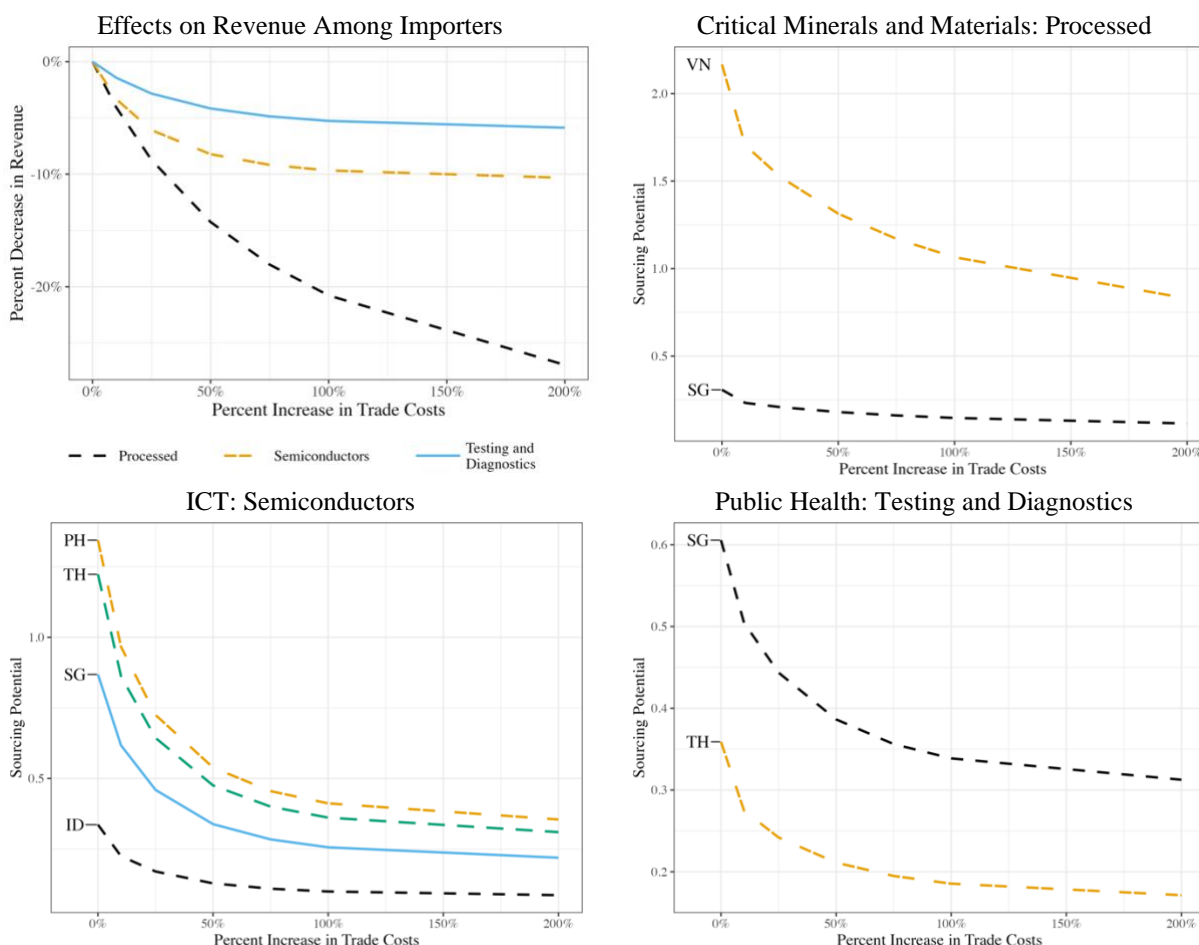 Effects on Revenue Among Importers
0%
-10%
-20%
Percent Decrease in Revenue
0%
50%
100%
150%
200%
Percent Increase in Trade Costs
Processed
Semiconductors
Testing and
Diagnostics
Critical Minerals and Materials: Processed
VN
SG
2.0
1.5
1.0
0.5
Sourcing Potential
0%
50%
100%
150%
200%
Percent Increase in Trade Costs
ICT: Semiconductors
PH
TH
SG
ID
1.0
0.5
Sourcing Potential
0%
50%
100%
150%
200%
Percent Increase in Trade Costs
Public Health: Testing and Diagnostics
SG
TH
0.6
0.5
0.4
0.3
0.2
Sourcing Potential
0%
50%
100%
150%
200%
Percent Increase in Trade Costs